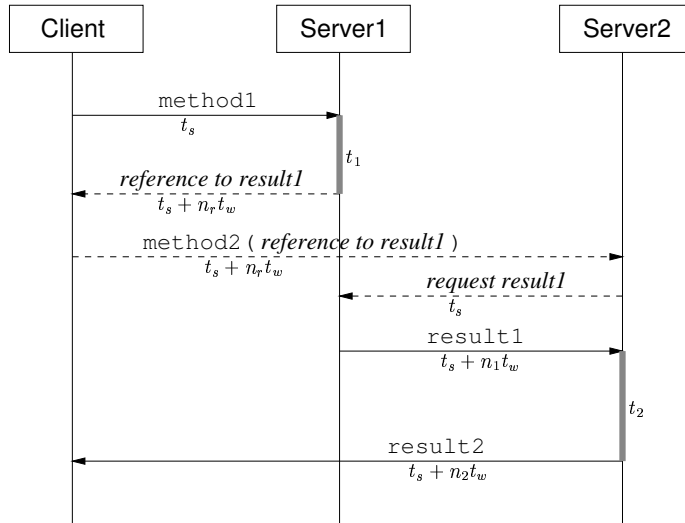 Client Server1 Server2
method1
t_s
t_1
reference to result1
t_s + n_r t_w
method2 ( reference to result1 )
t_s + n_r t_w
request result1
t_s
result1
t_s + n_1 t_w
t_2
result2
t_s + n_2 t_w